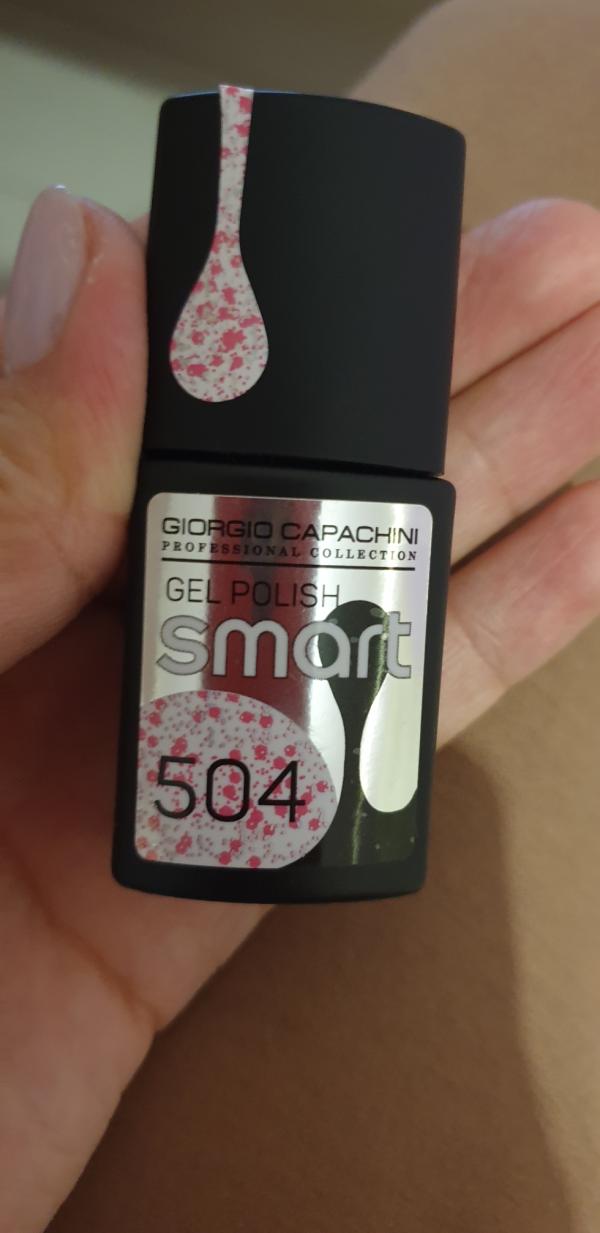 GIORGIO CAPACHINI
PROFESSIONAL COLLECTION
GEL POLISH
smart
504